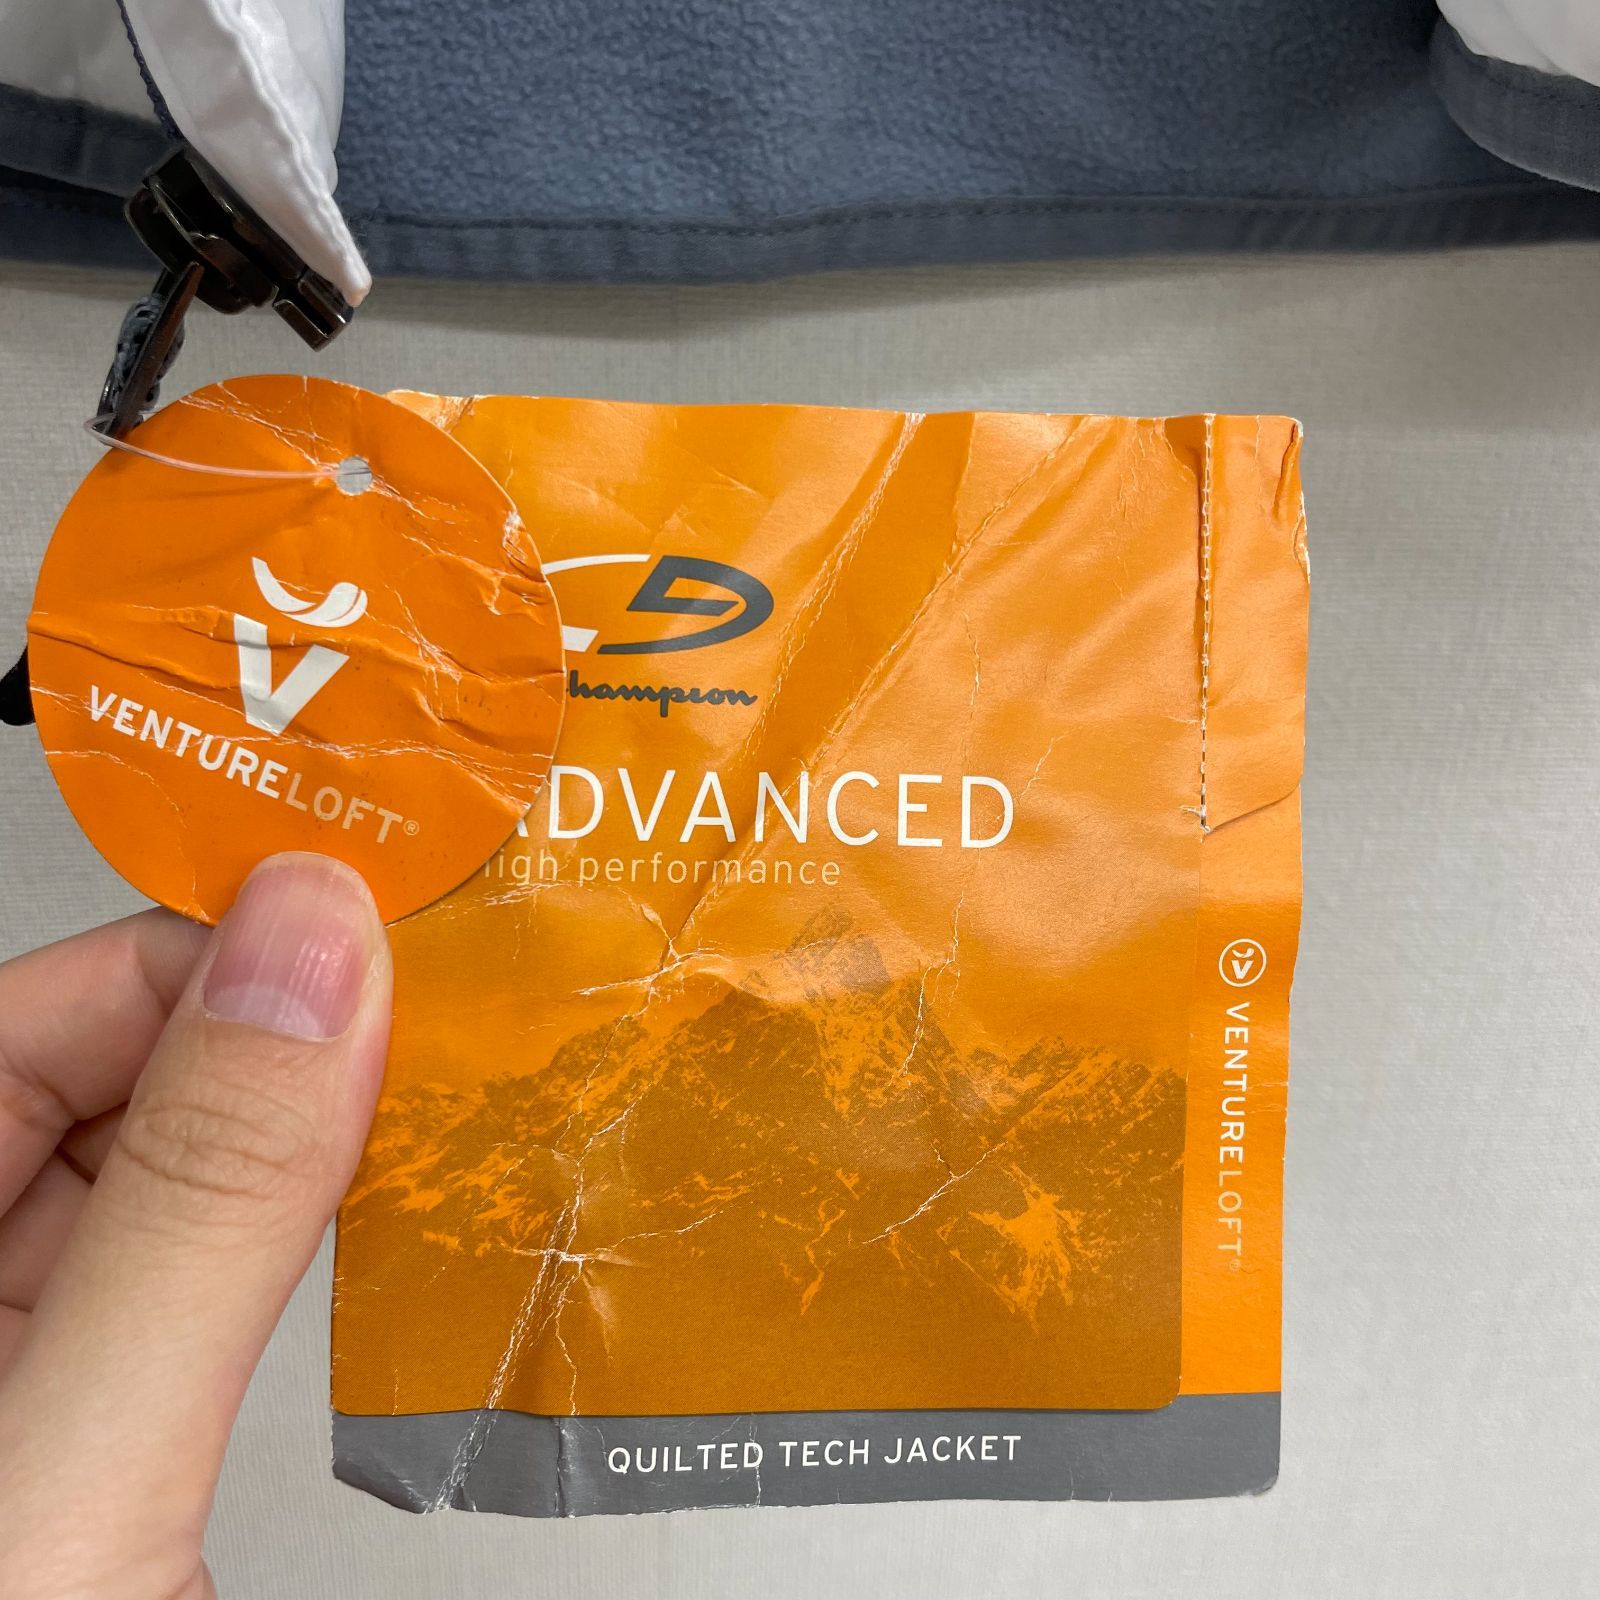 VENTURELOFT®
hampion
ADVANCED
high performance
VENTURELOFT®
QUILTED TECH JACKET